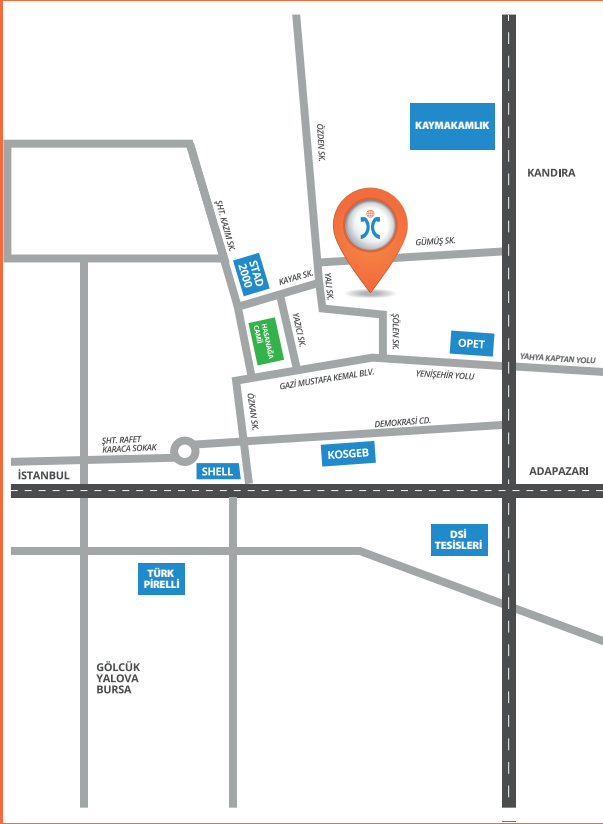 KAYMAKAMLIK
ÖZDEN SK.
KANDIRA
ŞHT. KAZIM SK.
GÜMÜŞ SK.
STAD
2000
KAYAR SK.
YALI SK.
HASANAĞA
CAMİİ
YAZICI SK.
ŞÖLEN SK.
OPET
YAHYA KAPTAN YOLU
GAZİ MUSTAFA KEMAL BLV.
YENİŞEHİR YOLU
ÖZKAN SK.
DEMOKRASİ CD.
ŞHT. RAFET
KARACA SOKAK
KOSGEB
İSTANBUL
SHELL
ADAPAZARI
DSİ
TESİSLERİ
TÜRK
PİRELLİ
GÖLCÜK
YALOVA
BURSA